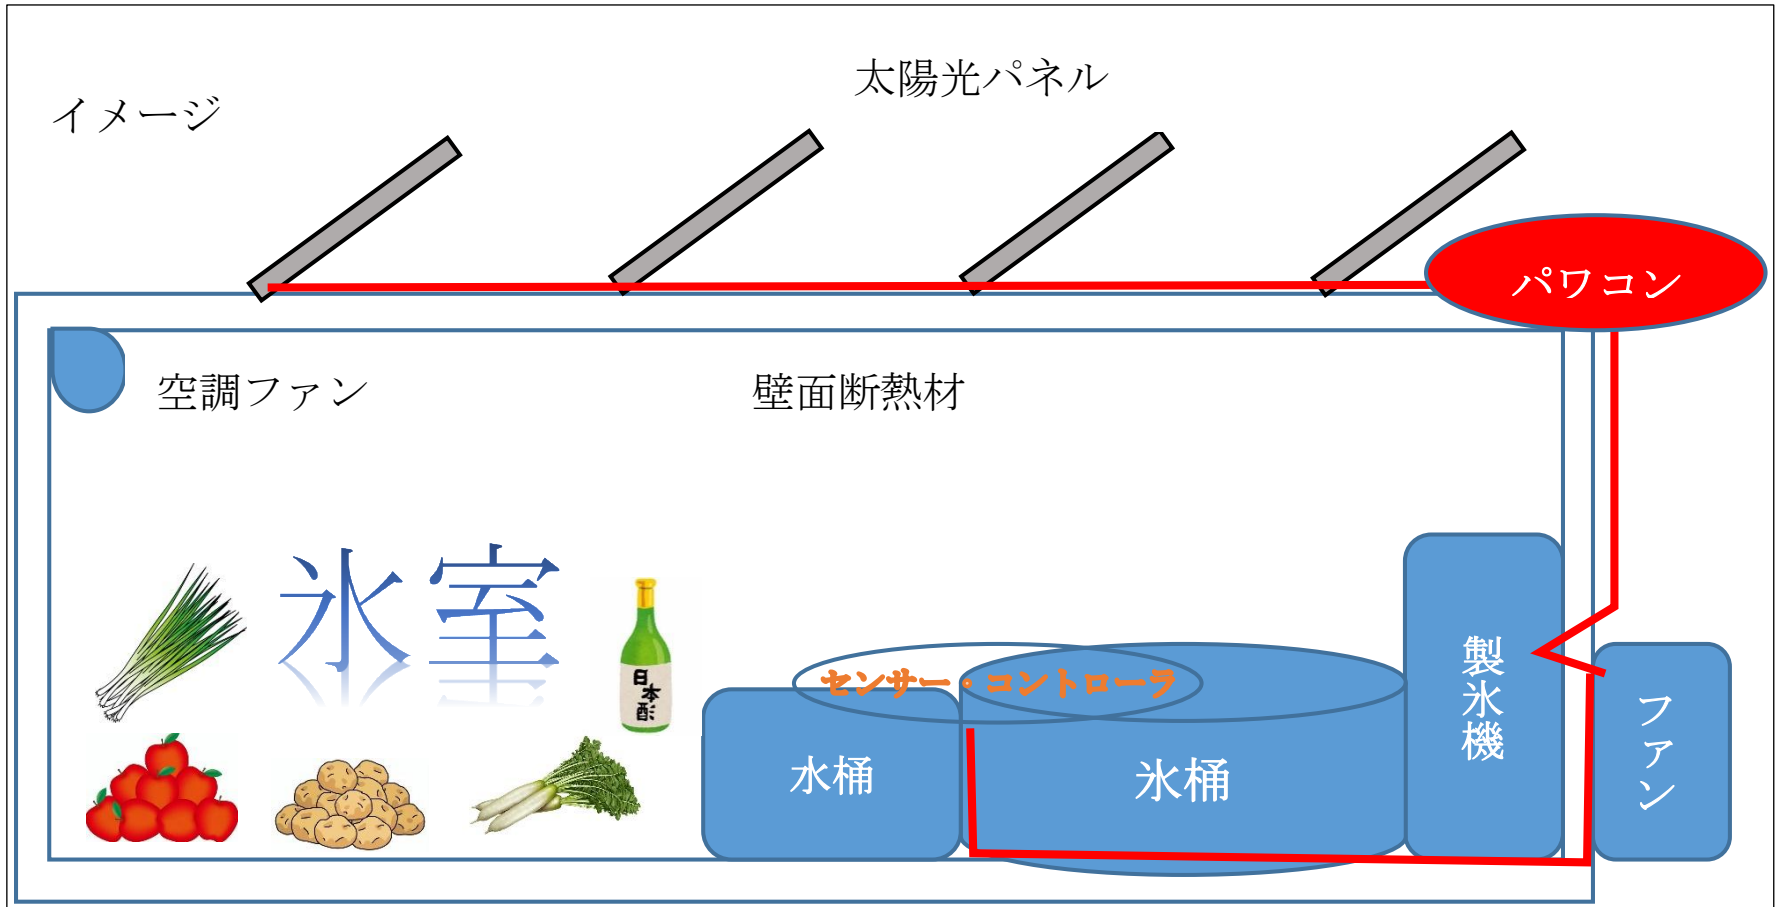 イメージ
太陽光パネル
パワコン
空調ファン
壁面断熱材
氷室
日本酒
センサー・コントローラ
水桶
氷桶
製氷機
ファン